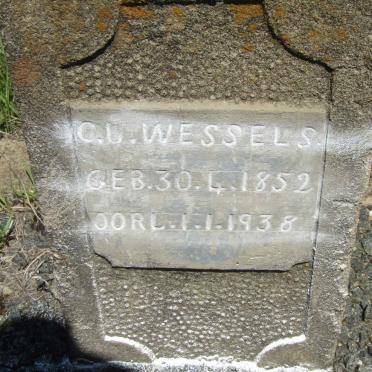 C.J. WESSELS.
GEB. 30. 4. 1852
OORL. 1. 1. 1938